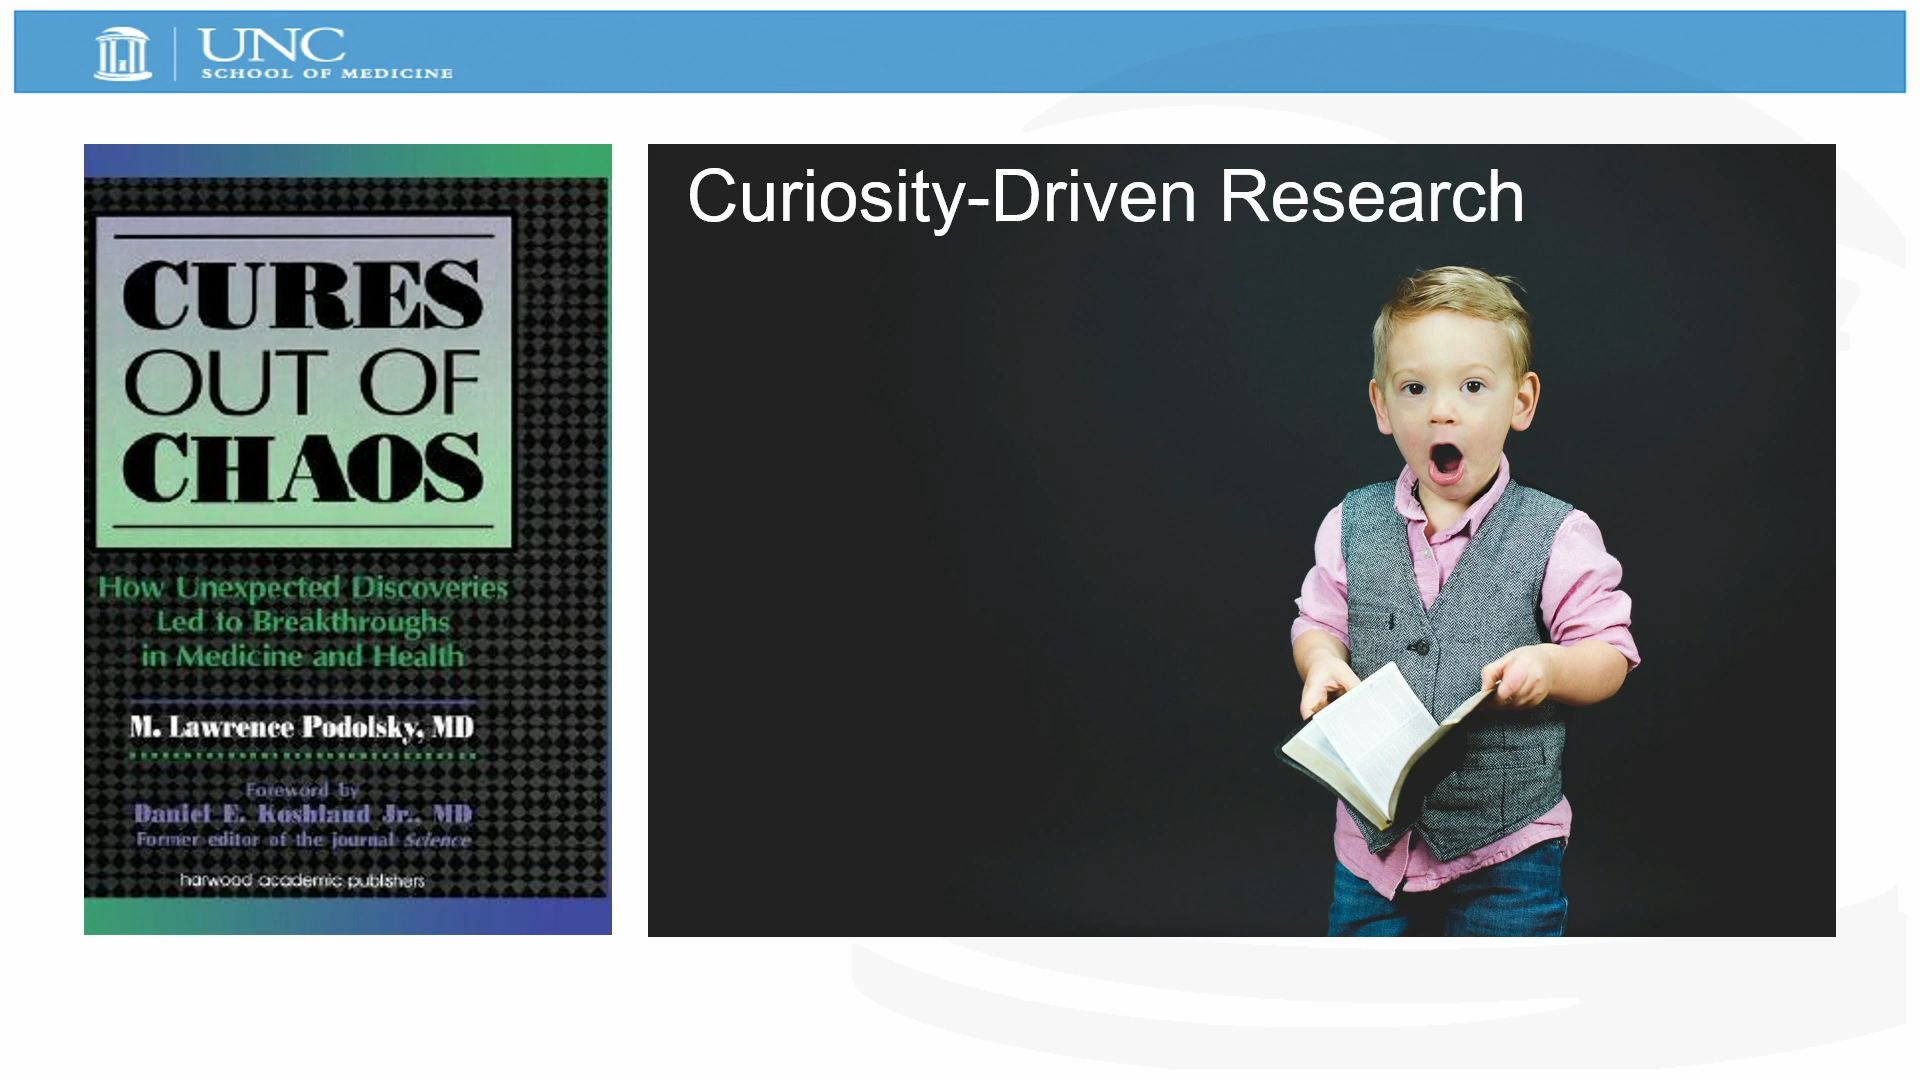 UNC
SCHOOL OF MEDICINE
CURES
OUT OF
CHAOS
How Unexpected Discoveries
Led to Breakthroughs
in Medicine and Health
M. Lawrence Podolsky, MD
Foreword by
Daniel E. Koshland Jr., MD
Former editor of the journal Science
harwood academic publishers
Curiosity-Driven Research